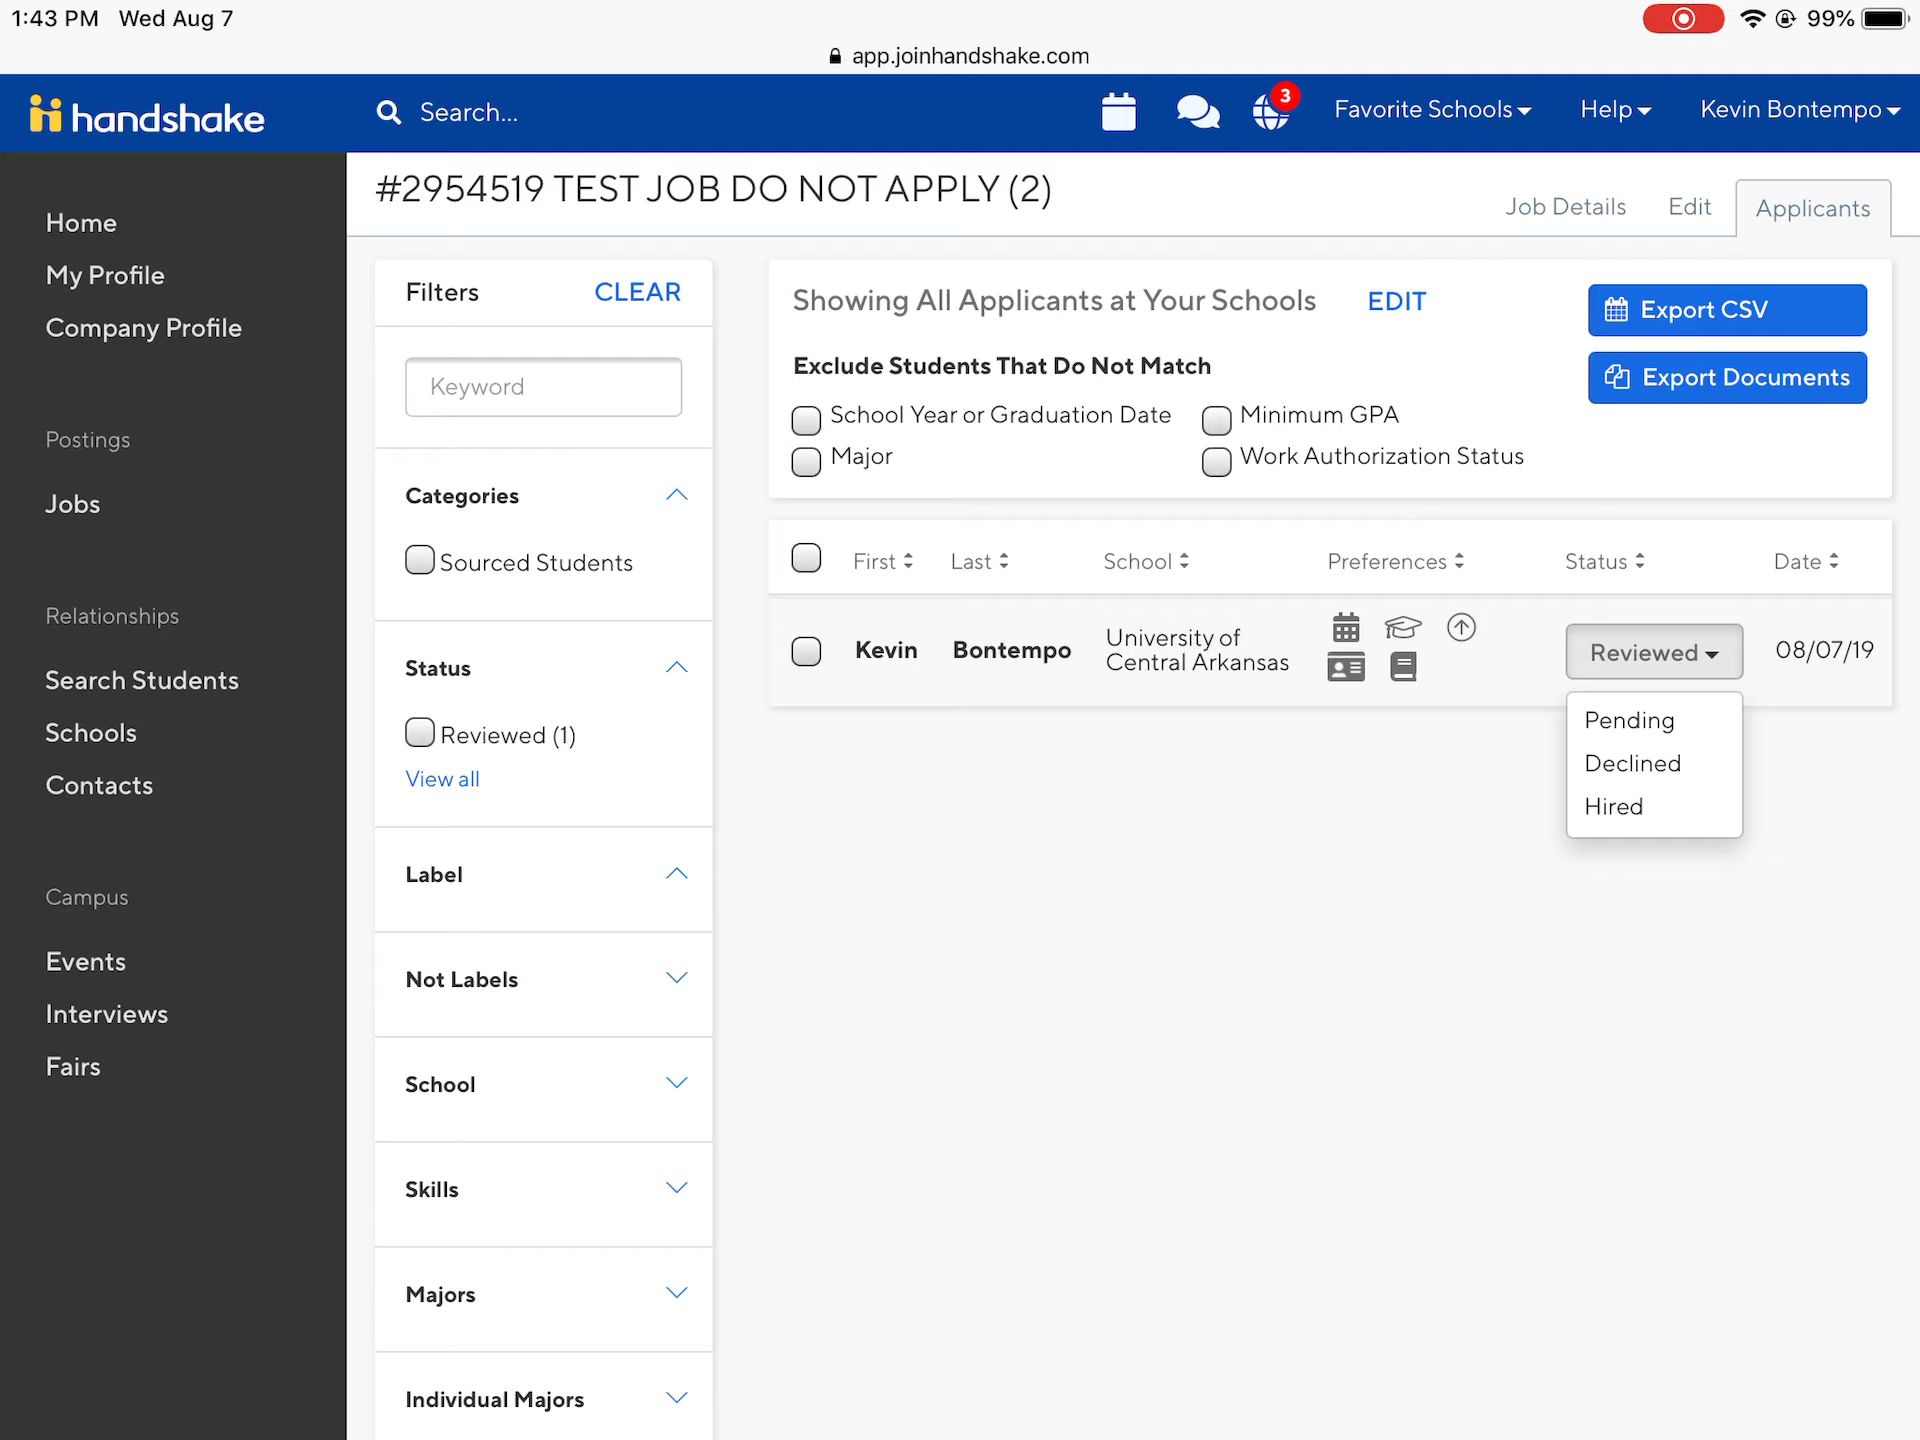 1:43 PM Wed Aug 7
99%
app.joinhandshake.com
handshake
Search...
3
Favorite Schools
Help
Kevin Bontempo
#2954519 TEST JOB DO NOT APPLY (2)
Job Details
Edit
Applicants
Home
My Profile
Company Profile
Postings
Jobs
Relationships
Search Students
Schools
Contacts
Campus
Events
Interviews
Fairs
Filters
CLEAR
Keyword
Categories
Sourced Students
Status
Reviewed (1)
View all
Label
Not Labels
School
Skills
Majors
Individual Majors
Showing All Applicants at Your Schools
EDIT
Export CSV
Export Documents
Exclude Students That Do Not Match
School Year or Graduation Date
Minimum GPA
Major
Work Authorization Status
First
Last
School
Preferences
Status
Date
Kevin
Bontempo
University of
Central Arkansas
Reviewed
08/07/19
Pending
Declined
Hired